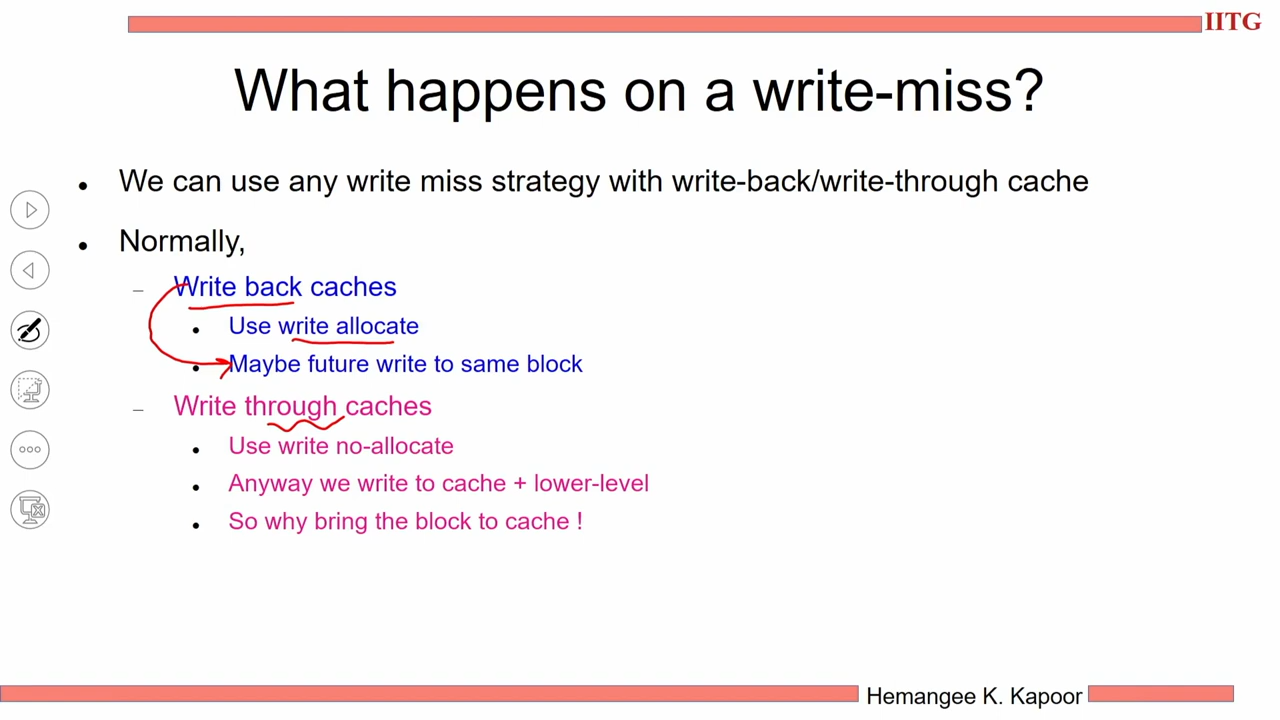 IITG
What happens on a write-miss?
• We can use any write miss strategy with write-back/write-through cache
• Normally,
– Write back caches
• Use write allocate
• Maybe future write to same block
– Write through caches
• Use write no-allocate
• Anyway we write to cache + lower-level
• So why bring the block to cache !
Hemangee K. Kapoor